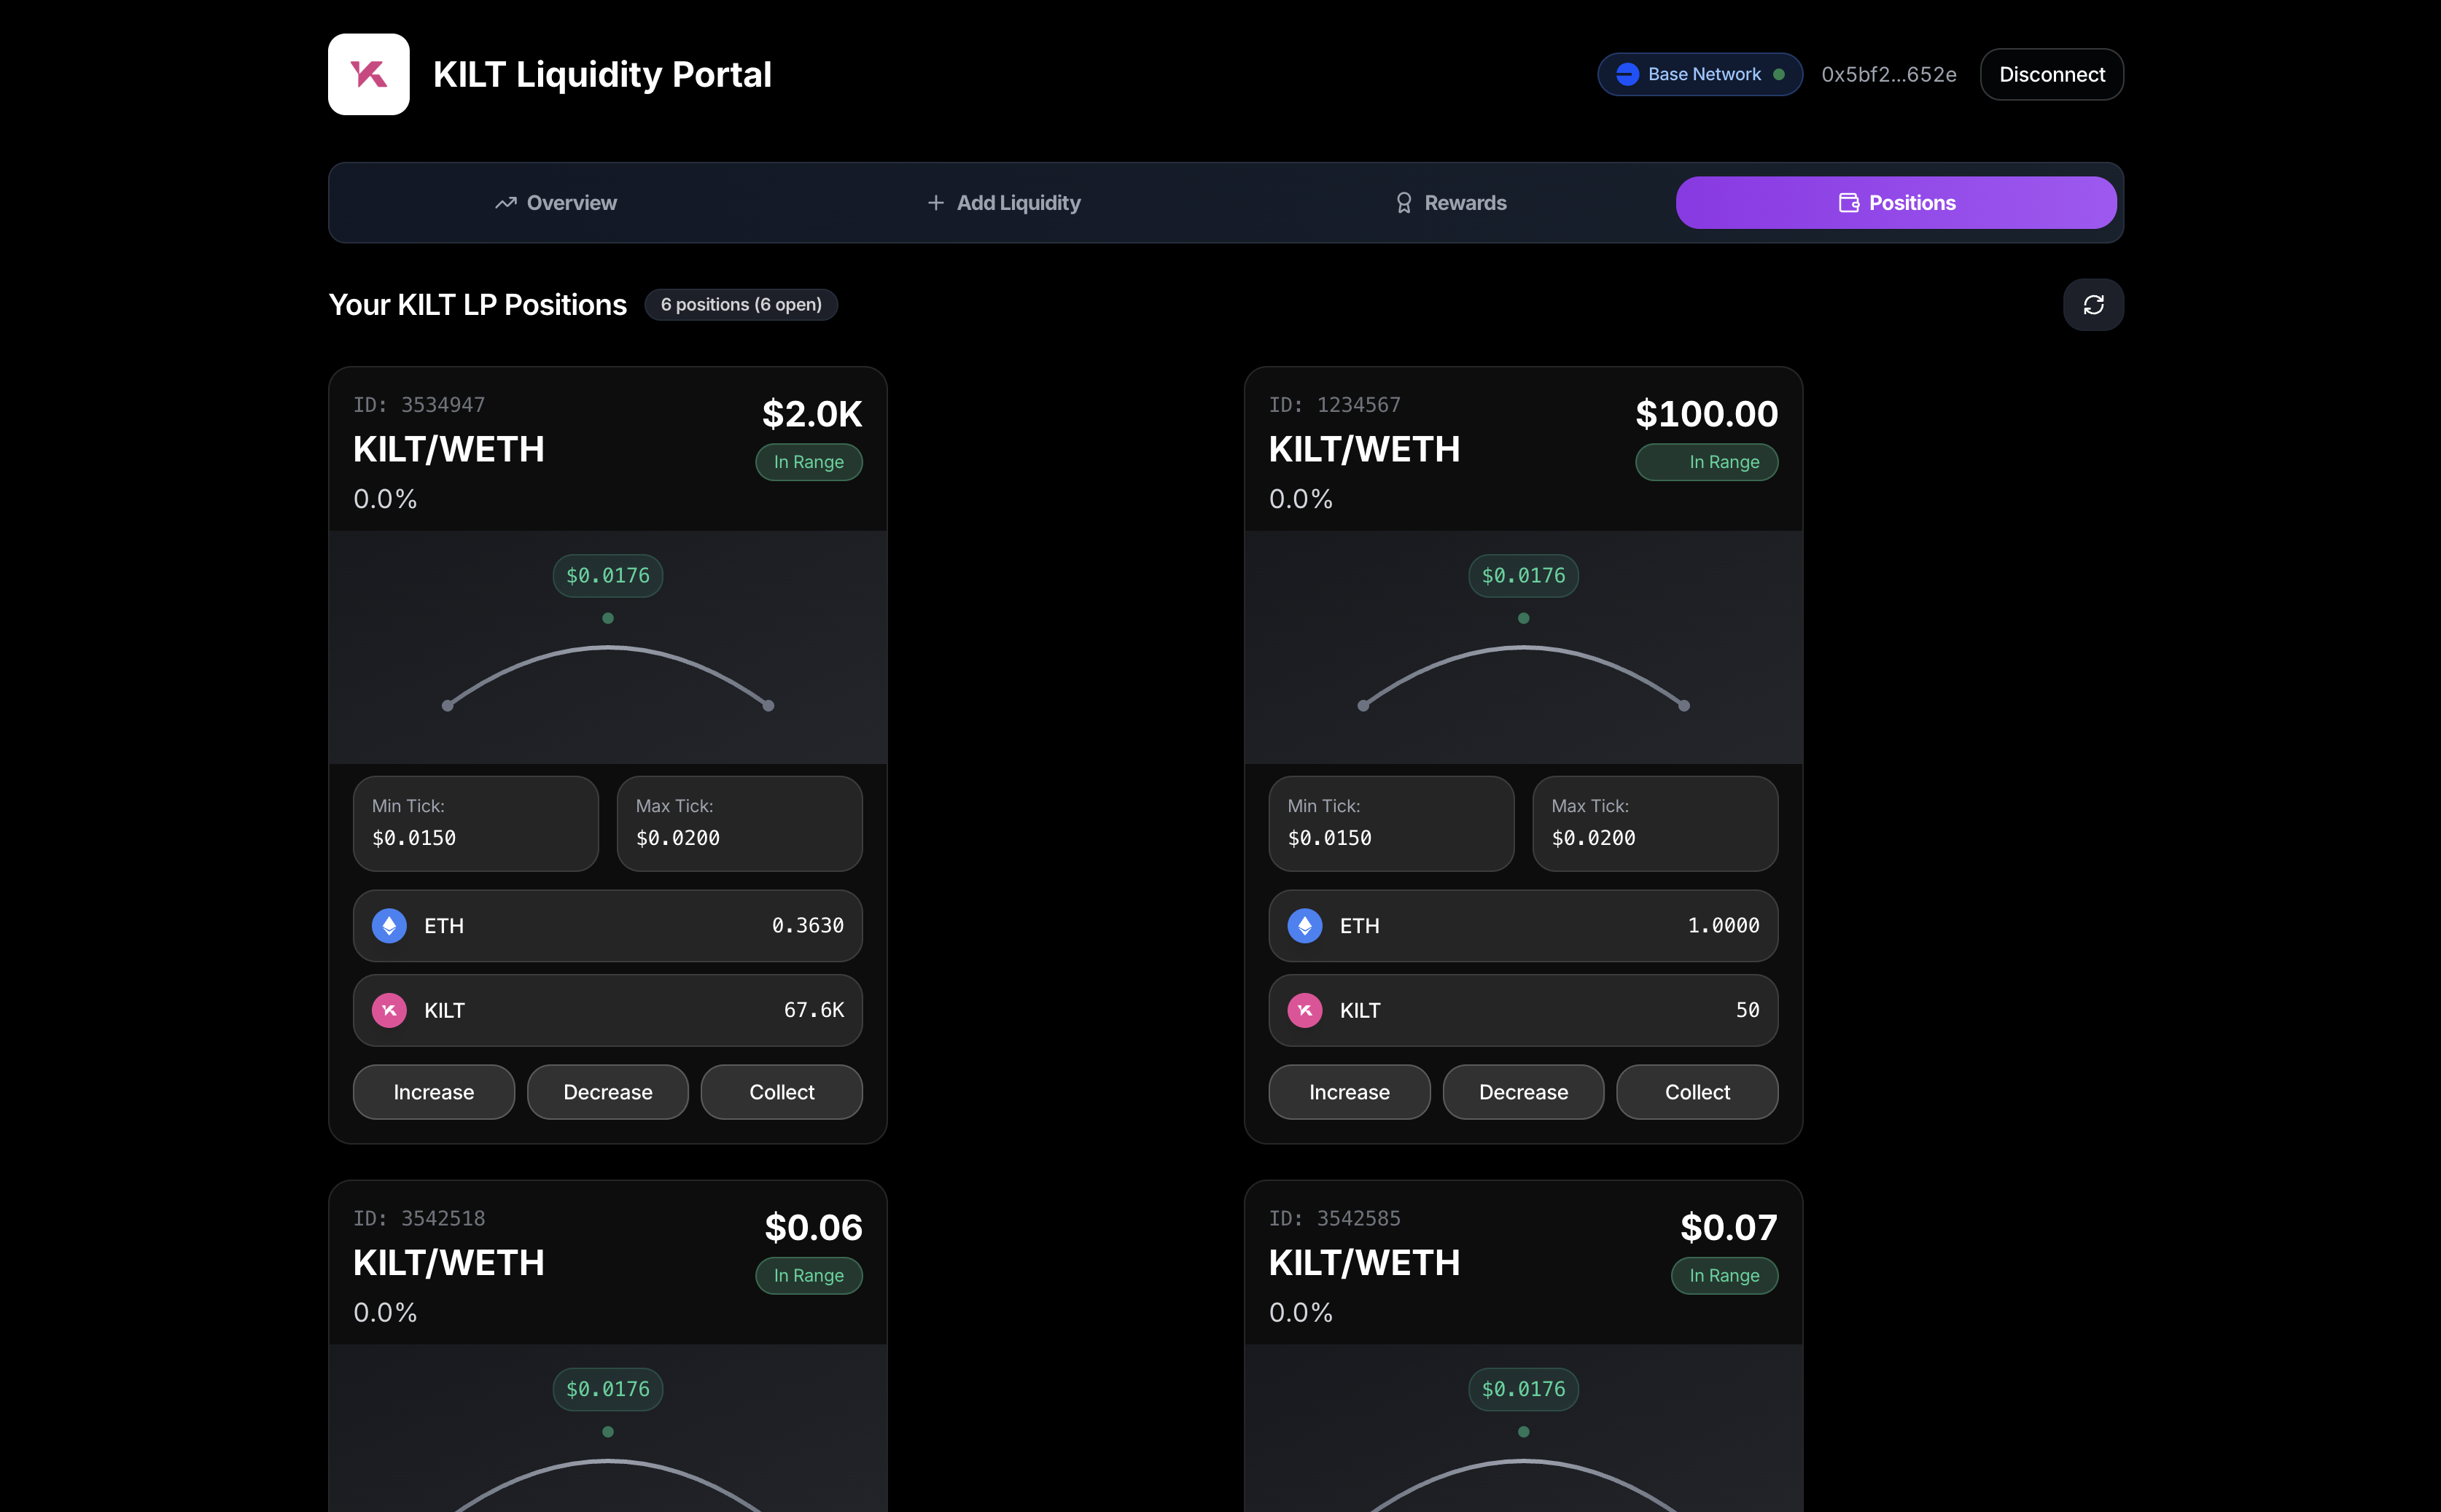 KILT Liquidity Portal
Base Network
0x5bf2...652e
Disconnect
Overview
Add Liquidity
Rewards
Positions
Your KILT LP Positions
6 positions (6 open)
ID: 3534947
$2.0K
KILT/WETH
In Range
0.0%
$0.0176
Min Tick:
$0.0150
Max Tick:
$0.0200
ETH
0.3630
KILT
67.6K
Increase
Decrease
Collect
ID: 1234567
$100.00
KILT/WETH
In Range
0.0%
$0.0176
Min Tick:
$0.0150
Max Tick:
$0.0200
ETH
1.0000
KILT
50
Increase
Decrease
Collect
ID: 3542518
$0.06
KILT/WETH
In Range
0.0%
$0.0176
ID: 3542585
$0.07
KILT/WETH
In Range
0.0%
$0.0176